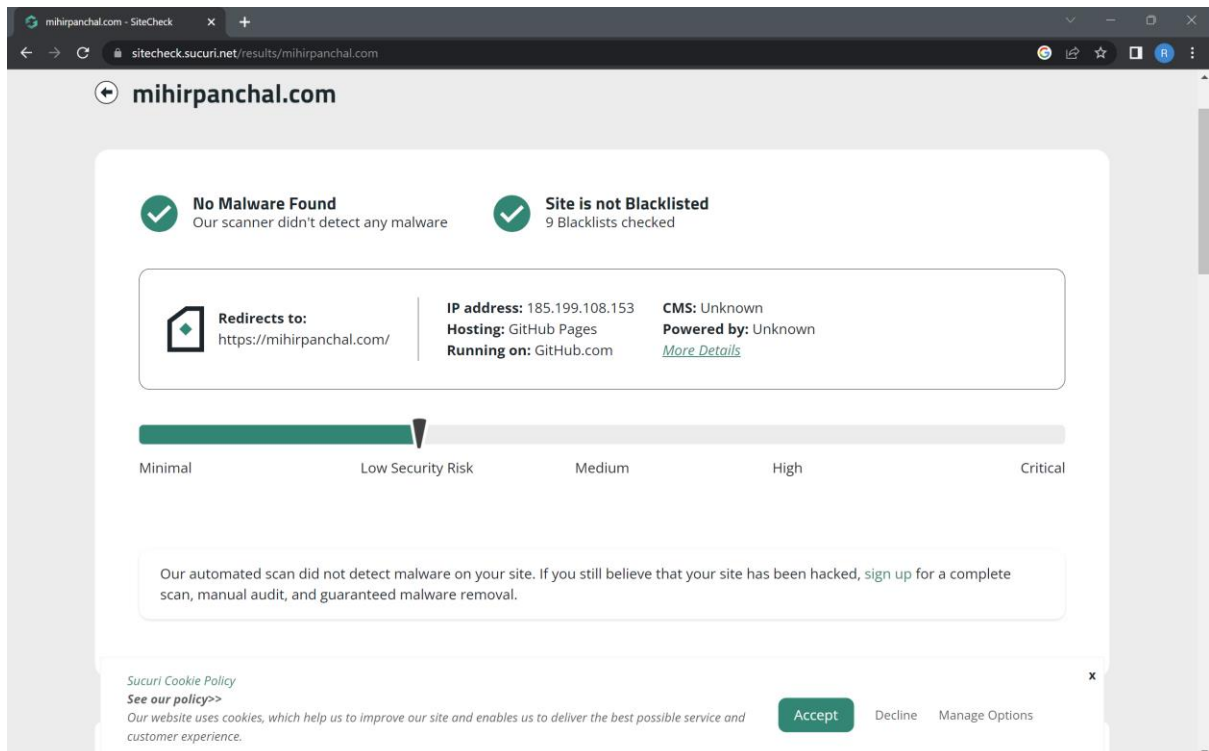 mihirpanchal.com - SiteCheck
sitecheck.sucuri.net/results/mihirpanchal.com
R
mihirpanchal.com
No Malware Found
Our scanner didn't detect any malware
Site is not Blacklisted
9 Blacklists checked
Redirects to:
https://mihirpanchal.com/
IP address: 185.199.108.153
Hosting: GitHub Pages
Running on: GitHub.com
CMS: Unknown
Powered by: Unknown
More Details
Minimal Low Security Risk Medium High Critical
Our automated scan did not detect malware on your site. If you still believe that your site has been hacked, sign up for a complete
scan, manual audit, and guaranteed malware removal.
Sucuri Cookie Policy
See our policy>>
Our website uses cookies, which help us to improve our site and enables us to deliver the best possible service and
customer experience.
Accept Decline Manage Options
x